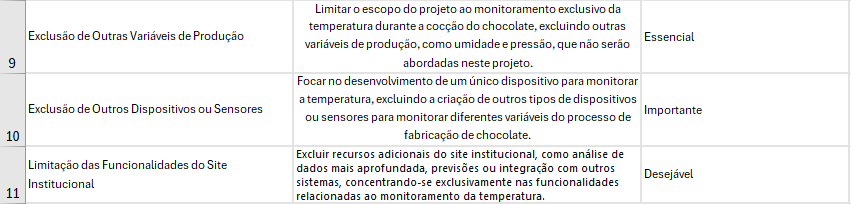 Limitar o escopo do projeto ao monitoramento exclusivo da
temperatura durante a cocção do chocolate, excluindo outras
9 Exclusão de Outras Variáveis de Produção variáveis de produção, como umidade e pressão, que não serão Essencial
abordadas neste projeto.
Focar no desenvolvimento de um único dispositivo para monitorar
10 Exclusão de Outros Dispositivos ou Sensores a temperatura, excluindo a criação de outros tipos de dispositivos Importante
ou sensores para monitorar diferentes variáveis do processo de
fabricação de chocolate.
Excluir recursos adicionais do site institucional, como análise de
11 Limitação das Funcionalidades do Site dados mais aprofundada, previsões ou integração com outros Desejável
Institucional sistemas, concentrando-se exclusivamente nas funcionalidades
relacionadas ao monitoramento da temperatura.